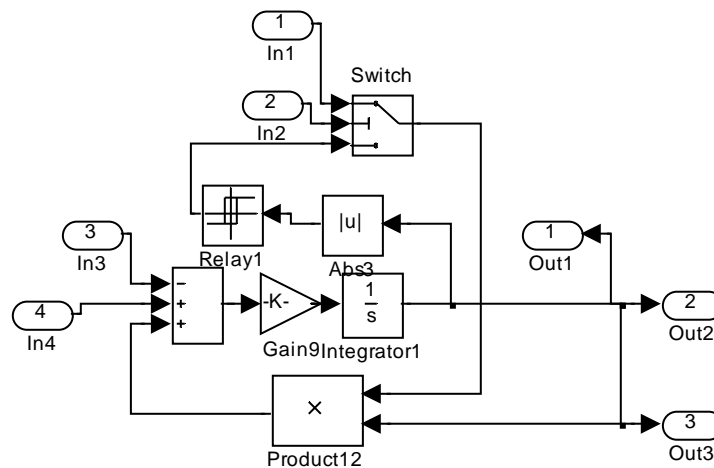 1
In1
Switch
2
In2
|u|
3
In3
Relay1
Abs3
1
Out1
−
+
+
4
In4
-K-
1
s
2
Out2
Gain9
Integrator1
×
Product12
3
Out3